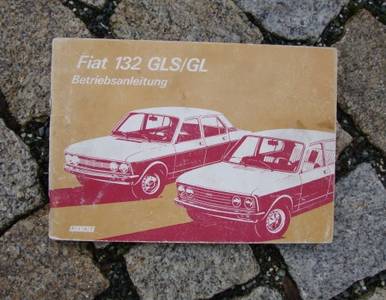 Fiat 132 GLS/GL
Betriebsanleitung
FIAT